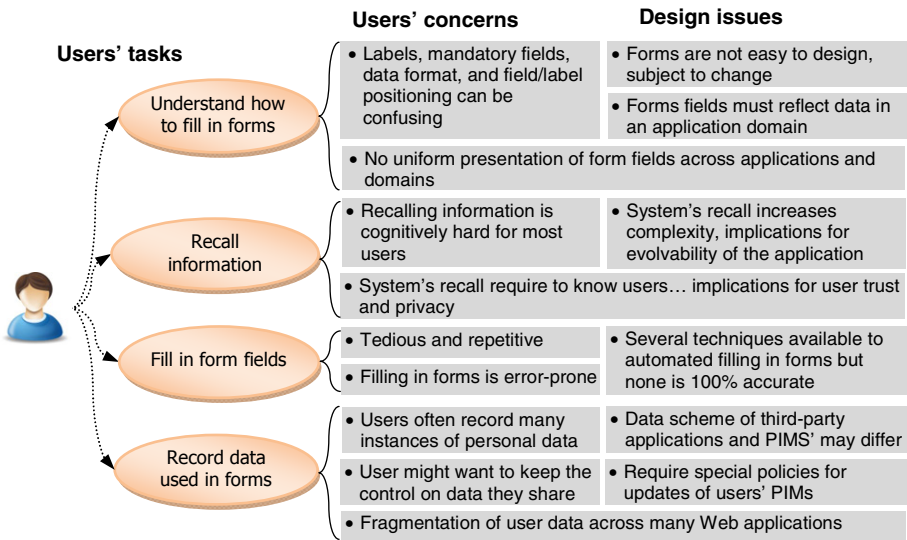 Users' concerns
Design issues
Users' tasks
Understand how
to fill in forms
• Labels, mandatory fields,
data format, and field/label
positioning can be
confusing
• Forms are not easy to design,
subject to change
• Forms fields must reflect data in
an application domain
• No uniform presentation of form fields across applications and
domains
Recall
information
• Recalling information is
cognitively hard for most
users
• System's recall increases
complexity, implications for
evolvability of the application
• System's recall require to know users… implications for user trust
and privacy
Fill in form fields
• Tedious and repetitive
• Filling in forms is error-prone
• Several techniques available to
automated filling in forms but
none is 100% accurate
Record data
used in forms
• Users often record many
instances of personal data
• Data scheme of third-party
applications and PIMS' may differ
• User might want to keep the
control on data they share
• Require special policies for
updates of users' PIMs
• Fragmentation of user data across many Web applications